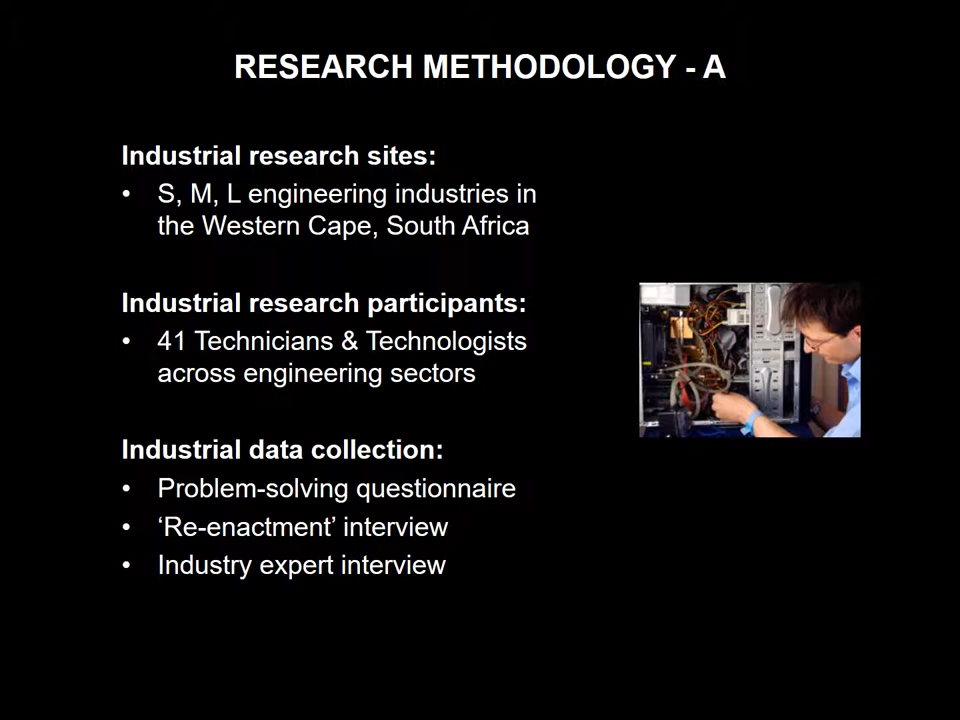 RESEARCH METHODOLOGY - A
Industrial research sites:
• S, M, L engineering industries in
the Western Cape, South Africa
Industrial research participants:
• 41 Technicians & Technologists
across engineering sectors
Industrial data collection:
• Problem-solving questionnaire
• ‘Re-enactment’ interview
• Industry expert interview